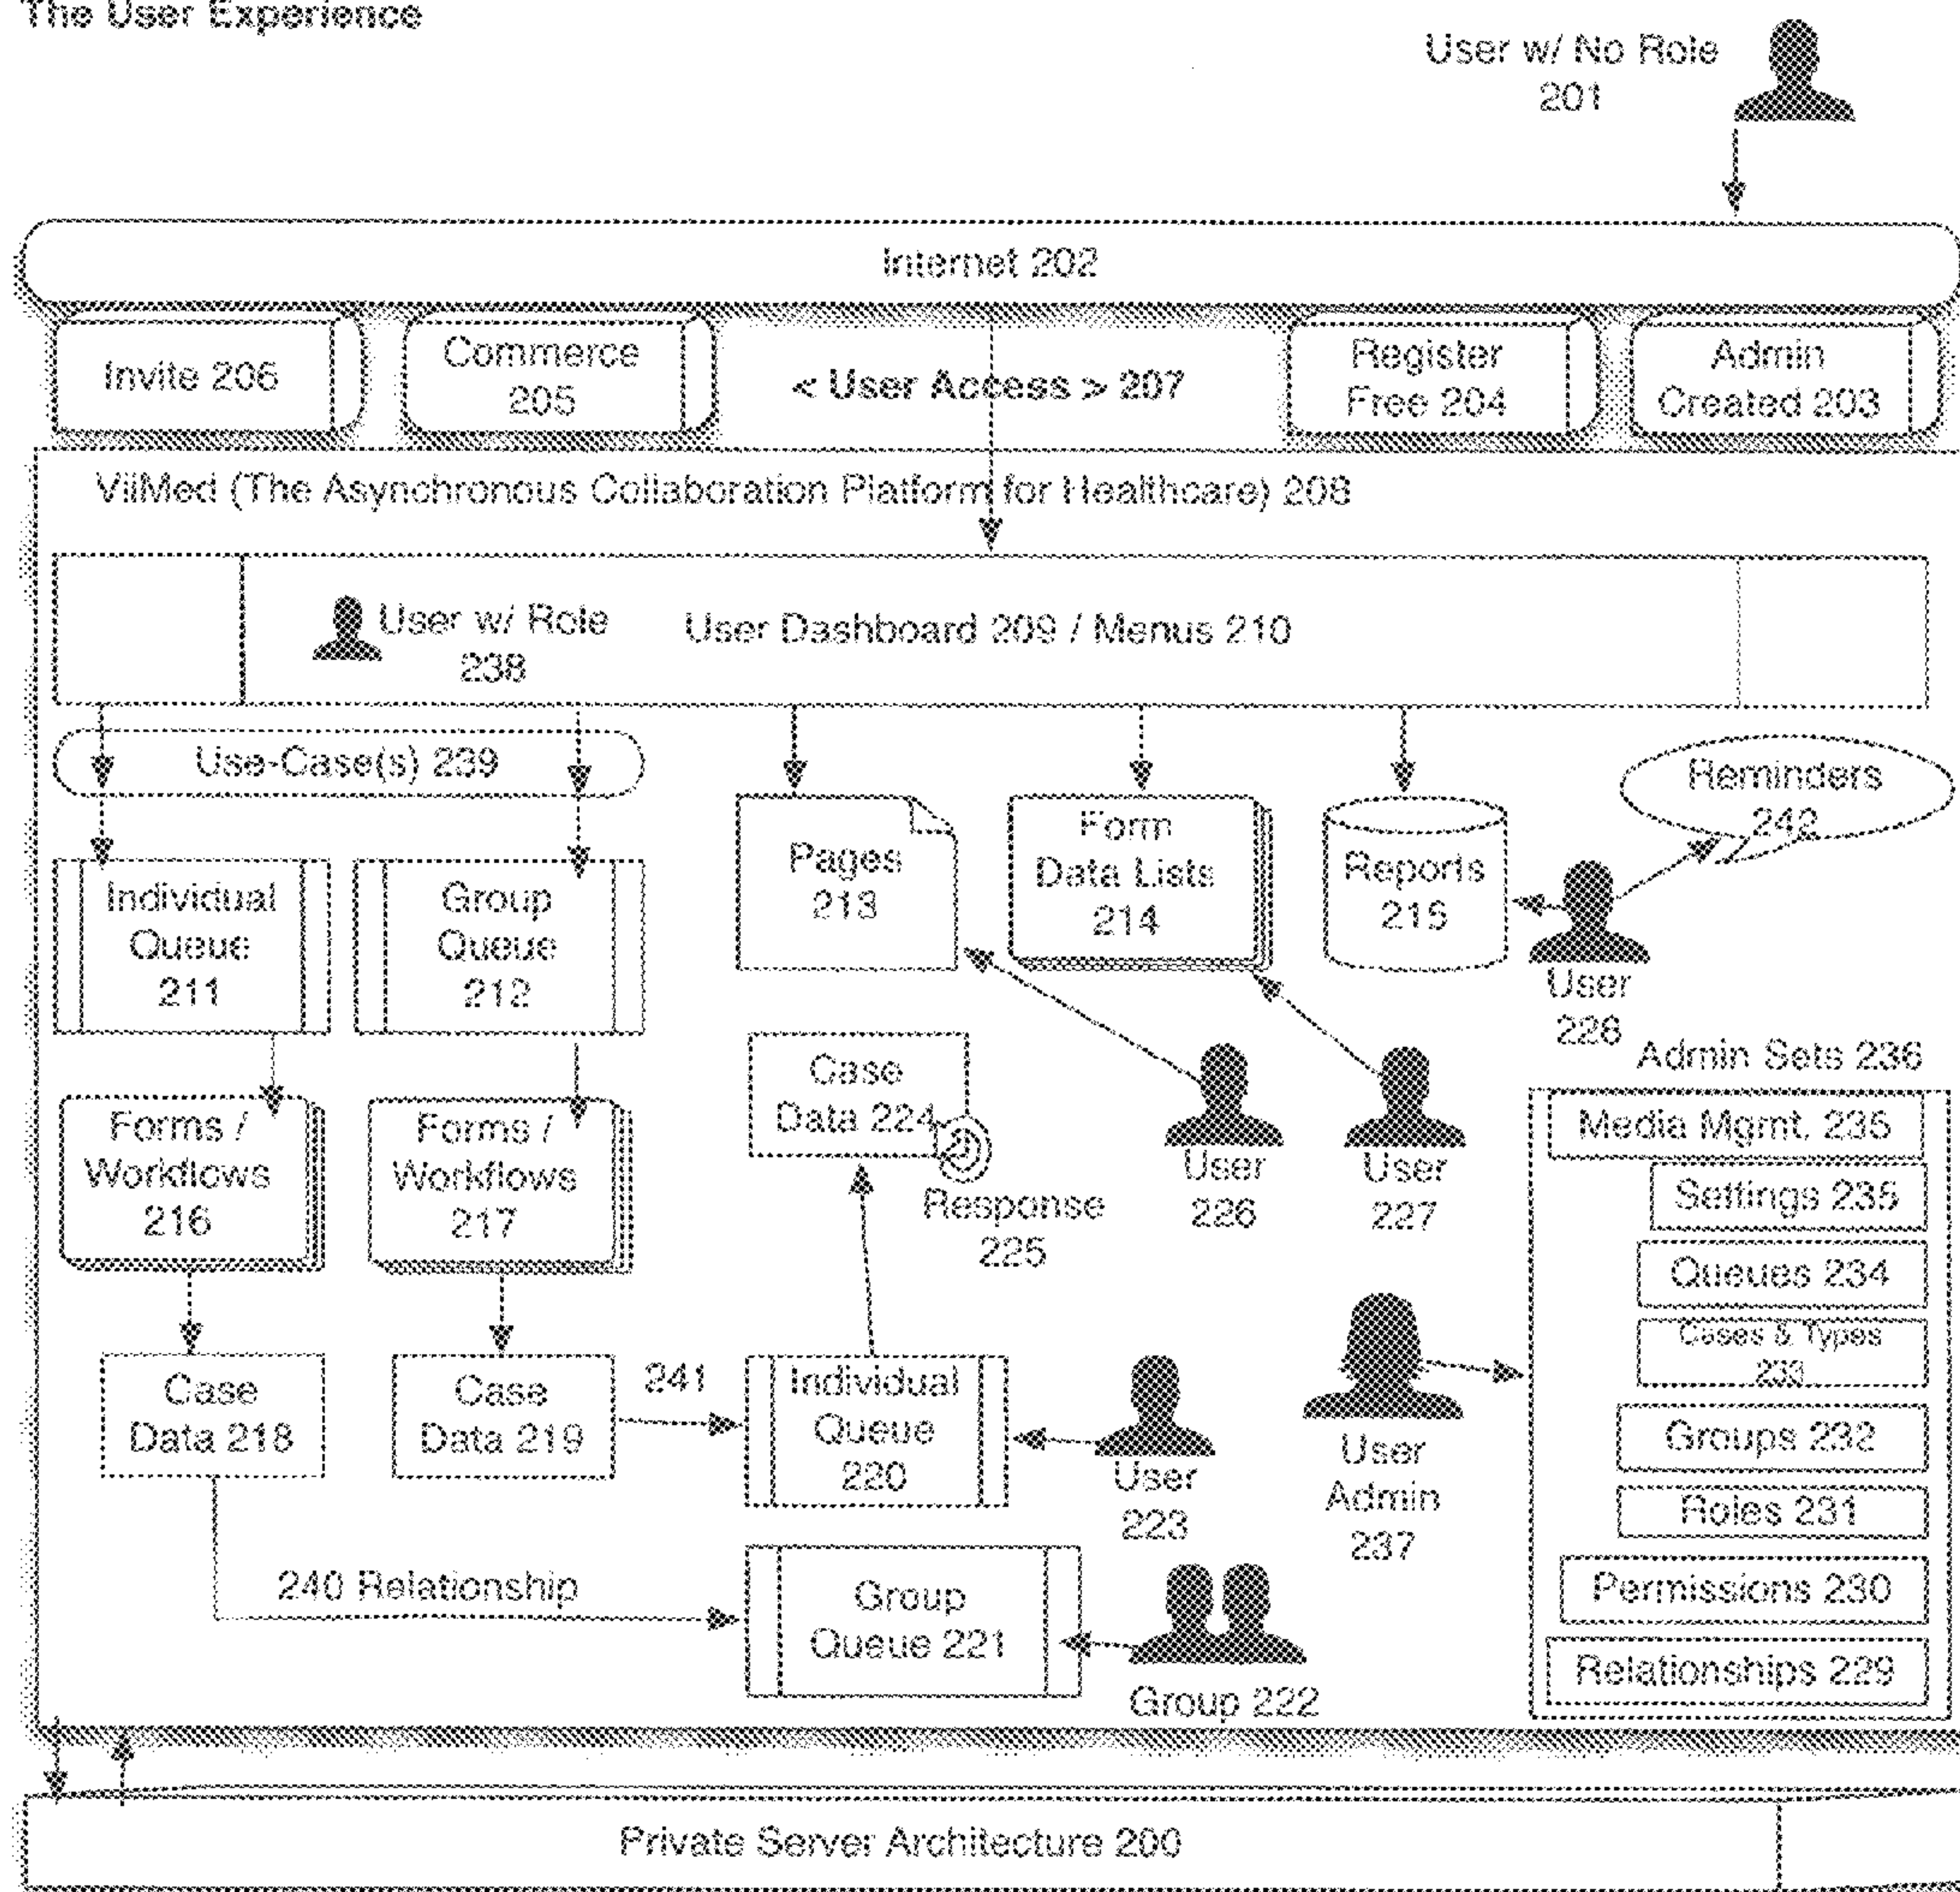 The User Experience
User w/ No Role
201
Internet 202
Invite 206
Commerce
205
< User Access > 207
Register
Free 204
Admin
Created 203
ViiMed (The Asynchronous Collaboration Platform for Healthcare) 208
User w/ Role
238
User Dashboard 209 / Menus 210
Use-Case(s) 239
Individual
Queue
211
Group
Queue
212
Pages
213
Form
Data Lists
214
Reports
215
Reminders
242
User
228
Forms /
Workflows
216
Forms /
Workflows
217
Case
Data 224
Response
225
User
226
User
227
Admin Sets 236
Media Mgmt. 235
Settings 235
Queues 234
Cases & Types
233
Groups 232
Roles 231
Permissions 230
Relationships 229
Case
Data 218
Case
Data 219
241
Individual
Queue
220
User
223
User
Admin
237
240 Relationship
Group
Queue 221
Group 222
Private Server Architecture 200